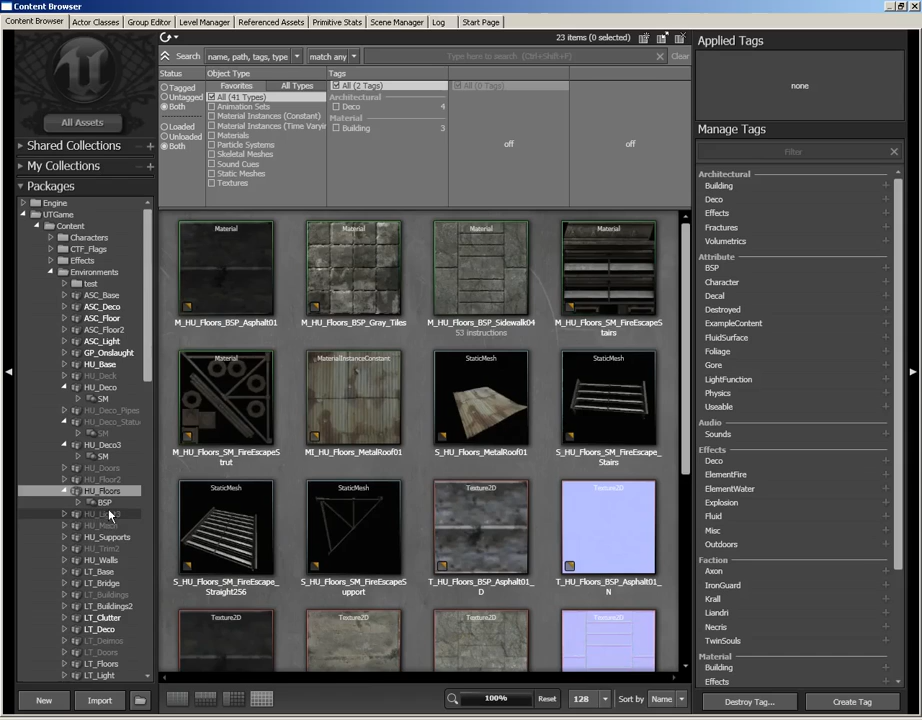 Content Browser
Content Browser Actor Classes Group Editor Level Manager Referenced Assets Primitive Stats Scene Manager Log Start Page
All Assets
Shared Collections
My Collections
Packages
Engine
UTGame
Content
Characters
CTF_Flags
Effects
Environments
test
ASC_Base
ASC_Deco
ASC_Floor
ASC_Floor2
ASC_Light
GP_Onslaught
HU_Base
HU_Deck
HU_Deco
SM
HU_Deco_Pipes
HU_Deco_Statu
SM
HU_Deco3
SM
HU_Doors
HU_Floor2
HU_Floors
BSP
HU_Supports
HU_Trim2
HU_Walls
LT_Base
LT_Bridge
LT_Buildings
LT_Buildings2
LT_Clutter
LT_Deco
LT_Deimos
LT_Doors
LT_Floors
LT_Light
New Import
23 items (0 selected)
Search name, path, tags, type match any Type here to search (Ctrl+Shift+F) Clear
Status
Tagged
Untagged
Both
Loaded
Unloaded
Both
Object Type
Favorites All Types
All (41 Types)
Animation Sets
Material Instances (Constant)
Material Instances (Time Varyi
Materials
Particle Systems
Skeletal Meshes
Sound Cues
Static Meshes
Textures
Tags
All (2 Tags)
Architectural
Deco 4
Material
Building 3
All (0 Tags)
off
off
Material Material Material Material
M_HU_Floors_BSP_Asphalt01 M_HU_Floors_BSP_Gray_Tiles M_HU_Floors_BSP_Sidewalk04 M_HU_Floors_SM_FireEscapeS
53 instructions tairs
Material MaterialInstanceConstant StaticMesh StaticMesh
M_HU_Floors_SM_FireEscapeS MI_HU_Floors_MetalRoof01 S_HU_Floors_MetalRoof01 S_HU_Floors_SM_FireEscape_
trut Stairs
StaticMesh StaticMesh Texture2D Texture2D
S_HU_Floors_SM_FireEscape_ S_HU_Floors_SM_FireEscapeS T_HU_Floors_BSP_Asphalt01_ T_HU_Floors_BSP_Asphalt01_
Straight256 upport D N
Texture2D Texture2D Texture2D Texture2D
100% Reset 128 Sort by Name
Applied Tags
none
Manage Tags
Filter
Architectural
Building
Deco
Effects
Fractures
Volumetrics
Attribute
BSP
Character
Decal
Destroyed
ExampleContent
FluidSurface
Foliage
Gore
LightFunction
Physics
Useable
Audio
Sounds
Effects
Deco
ElementFire
ElementWater
Explosion
Fluid
Misc
Outdoors
Faction
Axon
IronGuard
Krall
Liandri
Necris
TwinSouls
Material
Building
Effects
Destroy Tag... Create Tag